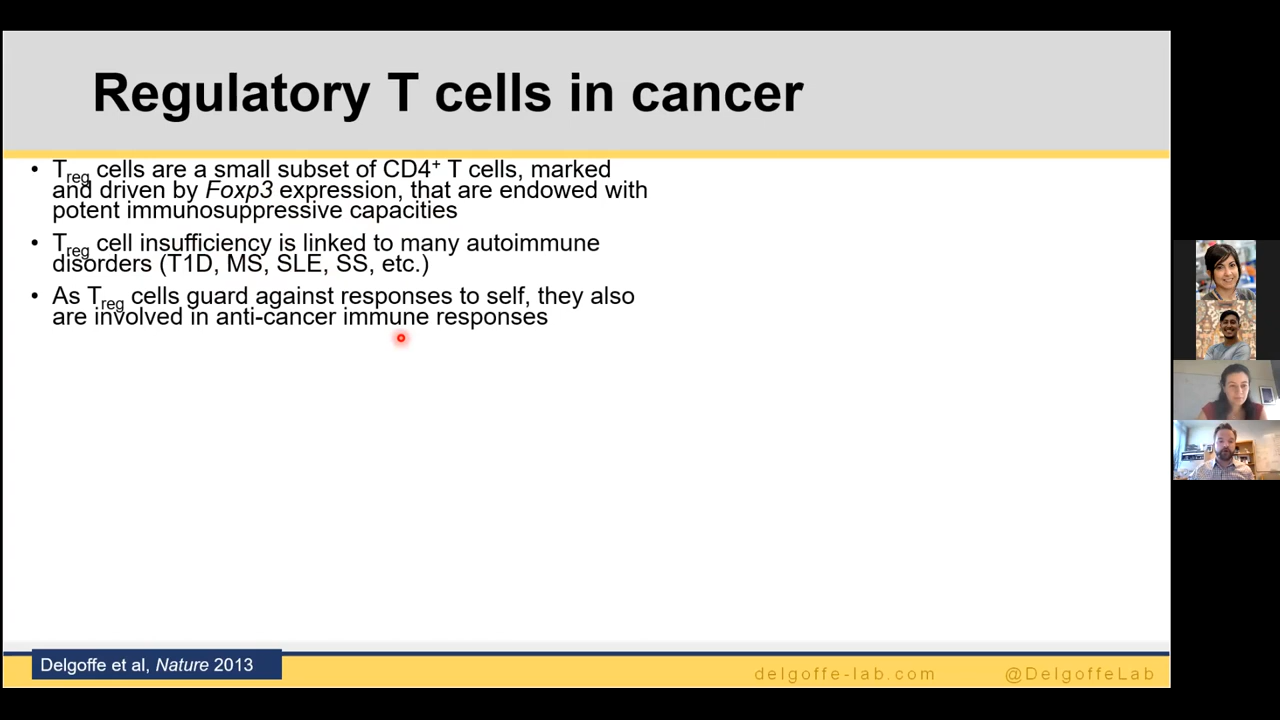 Regulatory T cells in cancer
• Treg cells are a small subset of CD4+ T cells, marked
and driven by Foxp3 expression, that are endowed with
potent immunosuppressive capacities
• Treg cell insufficiency is linked to many autoimmune
disorders (T1D, MS, SLE, SS, etc.)
• As Treg cells guard against responses to self, they also
are involved in anti-cancer immune responses
Delgoffe et al, Nature 2013
delgoffe-lab.com
@DelgoffeLab